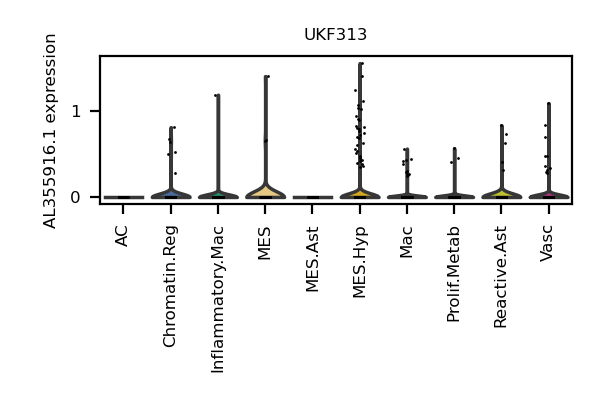 UKF313
AL355916.1 expression
1
0
AC
Chromatin.Reg
Inflammatory.Mac
MES
MES.Ast
MES.Hyp
Mac
Prolif.Metab
Reactive.Ast
Vasc